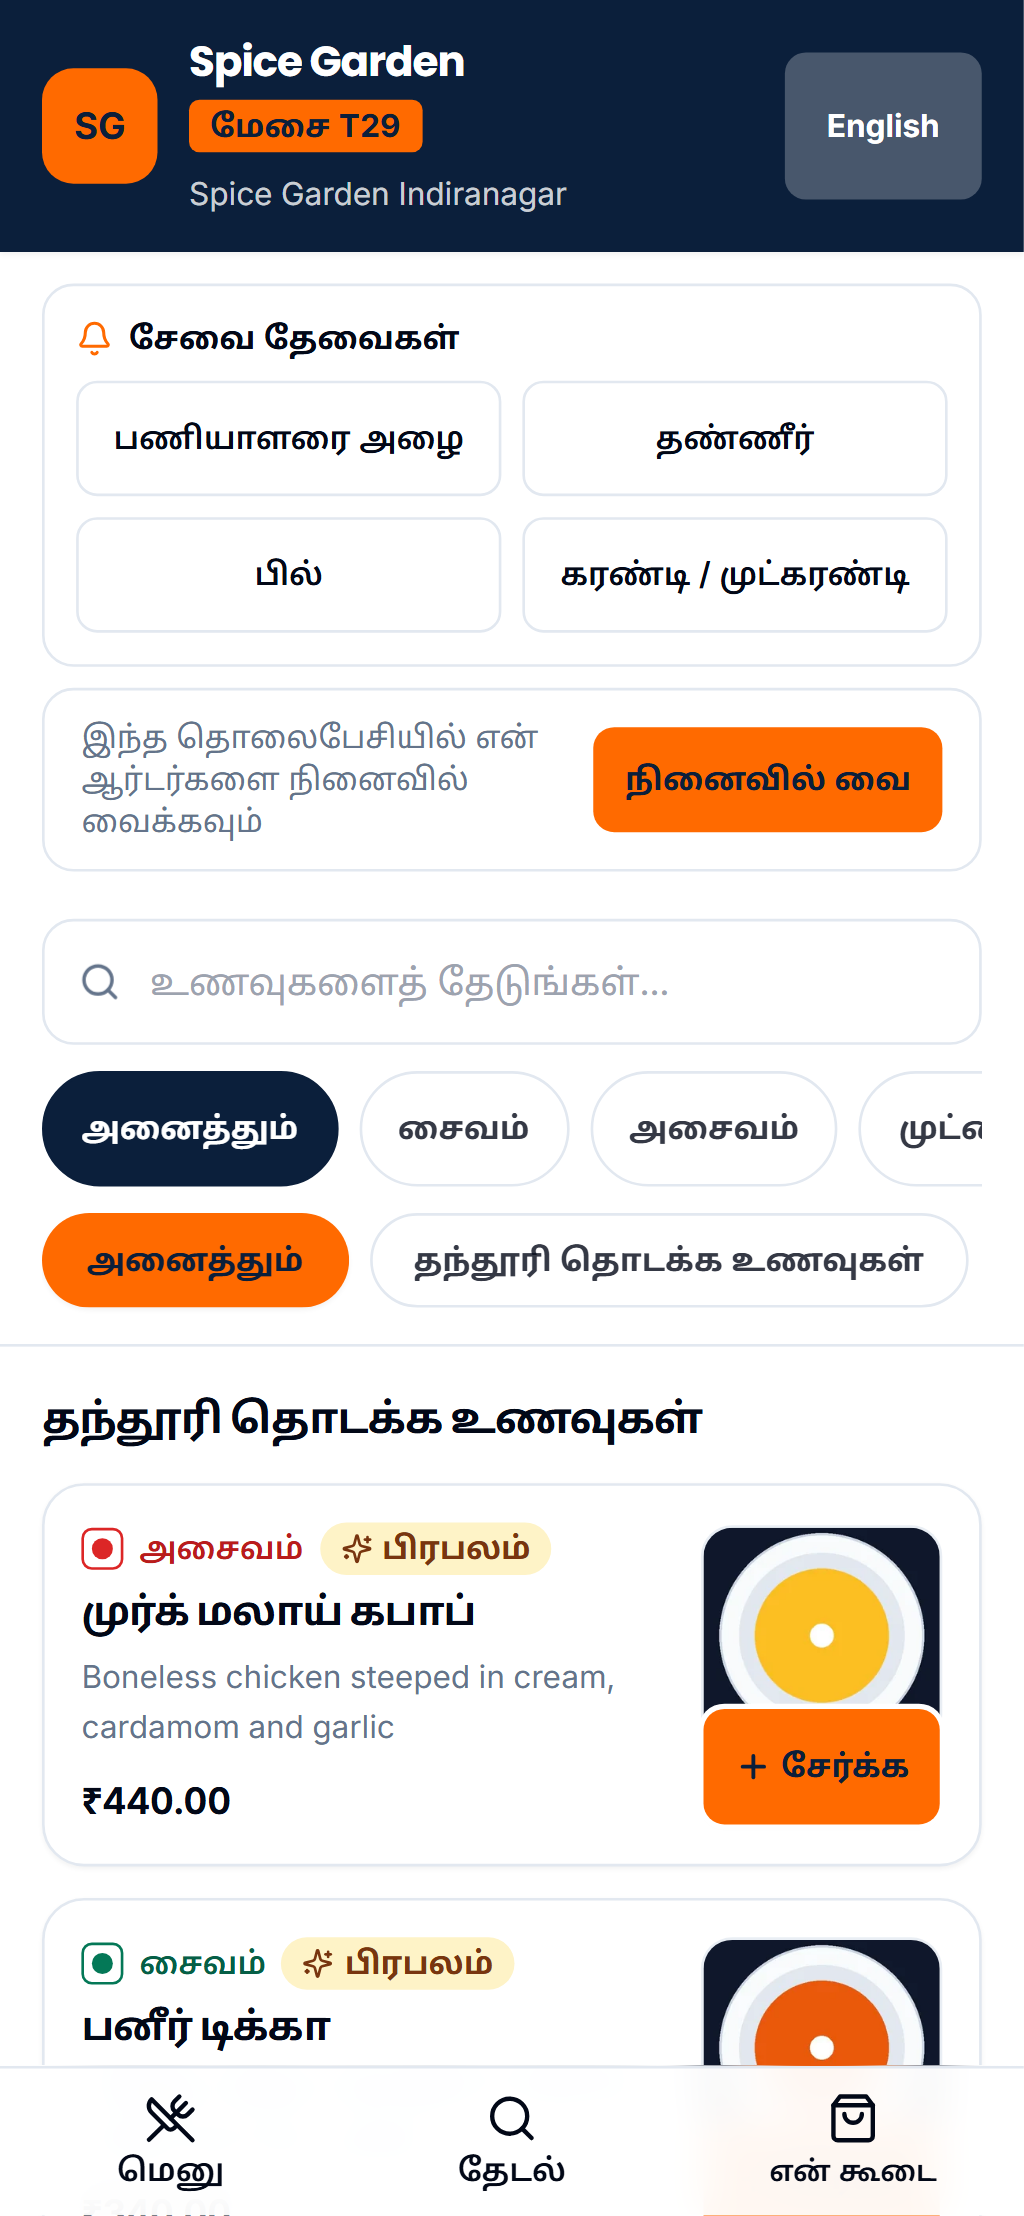 SG
Spice Garden
மேசை T29
Spice Garden Indiranagar
English
சேவை தேவைகள்
பணியாளரை அழை
தண்ணீர்
பில்
கரண்டி / முட்கரண்டி
இந்த தொலைபேசியில் என்
ஆர்டர்களை நினைவில்
வைக்கவும்
நினைவில் வை
உணவுகளைத் தேடுங்கள்...
அனைத்தும்
சைவம்
அசைவம்
அனைத்தும்
தந்தூரி தொடக்க உணவுகள்
தந்தூரி தொடக்க உணவுகள்
அசைவம்
பிரபலம்
முர்க் மலாய் கபாப்
Boneless chicken steeped in cream,
cardamom and garlic
₹440.00
+ சேர்க்க
சைவம்
பிரபலம்
பனீர் டிக்கா
மெனு
தேடல்
என் கூடை